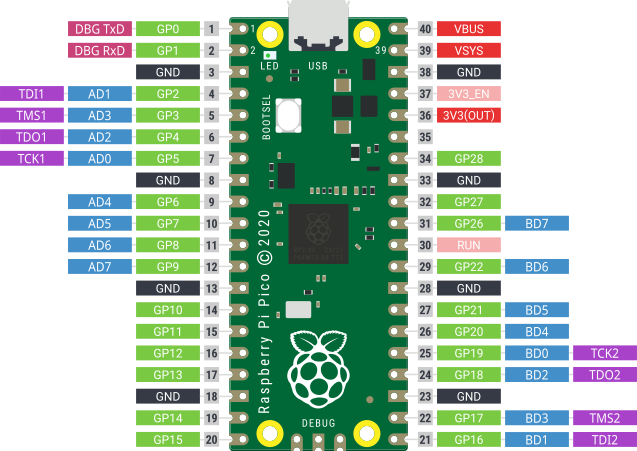 DBG TxD GP0 1 1 40 VBUS
DBG RxD GP1 2 2 39 39 VSYS
GND 3 LED USB 38 GND
TDI1 AD1 GP2 4 37 3V3_EN
TMS1 AD3 GP3 5 BOOTSEL 36 3V3(OUT)
TDO1 AD2 GP4 6 35
TCK1 AD0 GP5 7 34 GP28
GND 8 33 GND
AD4 GP6 9 32 GP27
AD5 GP7 10 31 GP26 BD7
AD6 GP8 11 30 RUN
AD7 GP9 12 29 GP22 BD6
GND 13 28 GND
GP10 14 27 GP21 BD5
GP11 15 26 GP20 BD4
GP12 16 25 GP19 BD0 TCK2
GP13 17 24 GP18 BD2 TDO2
GND 18 23 GND
GP14 19 22 GP17 BD3 TMS2
GP15 20 21 GP16 BD1 TDI2
Raspberry Pi Pico © 2020
DEBUG